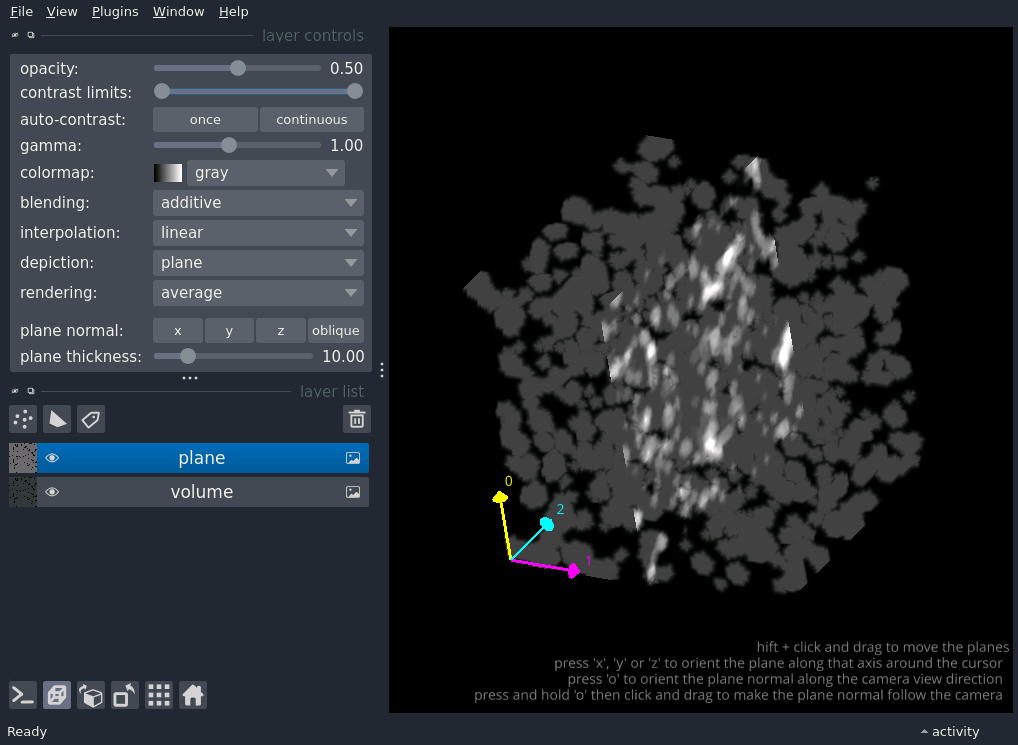 File View Plugins Window Help
layer controls
opacity: 0.50
contrast limits:
auto-contrast: once continuous
gamma: 1.00
colormap: gray
blending: additive
interpolation: linear
depiction: plane
rendering: average
plane normal: x y z oblique
plane thickness: 10.00
layer list
plane
volume
0
2
1
hift + click and drag to move the planes
press 'x', 'y' or 'z' to orient the plane along that axis around the cursor
press 'o' to orient the plane normal along the camera view direction
press and hold 'o' then click and drag to make the plane normal follow the camera
Ready activity